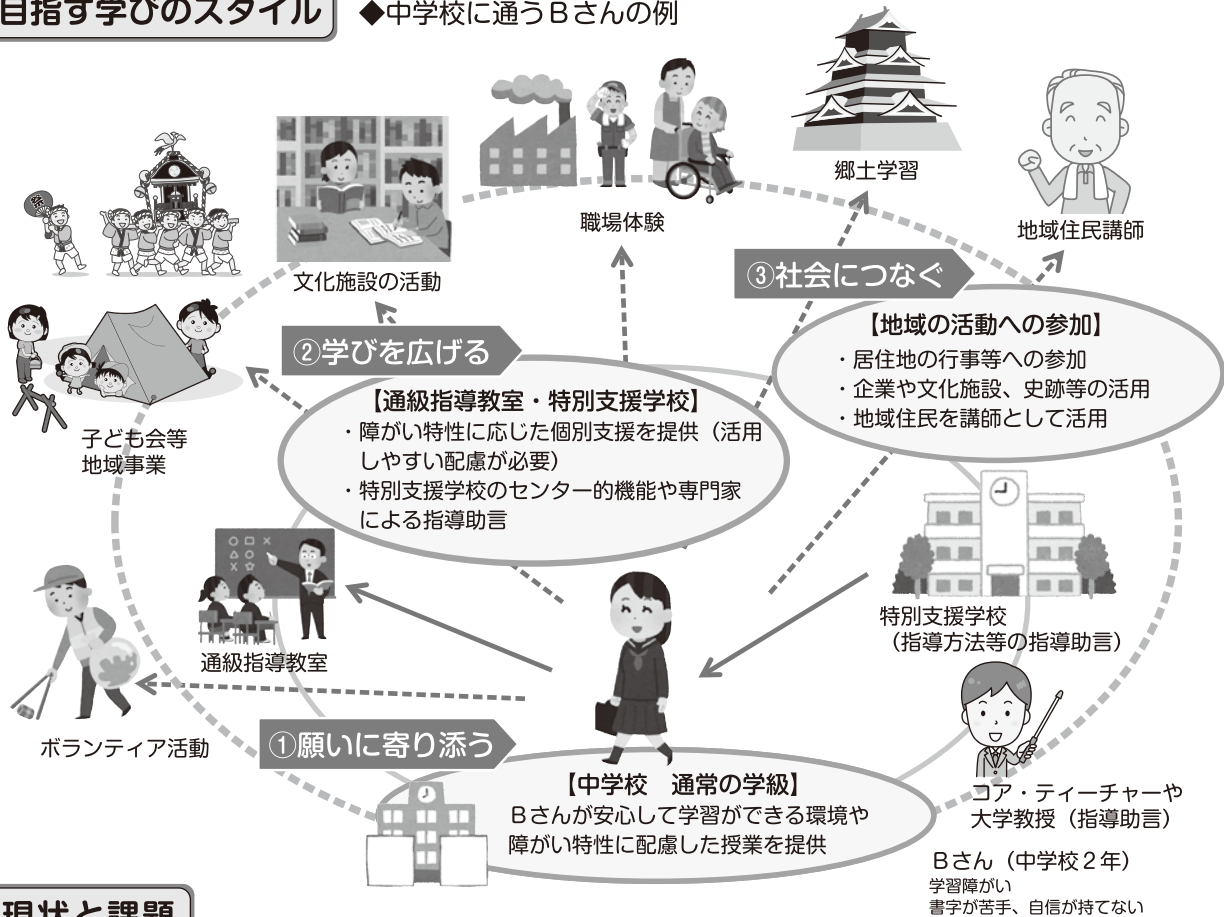 目指す学びのスタイル
◆中学校に通うBさんの例
祭
文化施設の活動
職場体験
郷土学習
地域住民講師
③社会につなぐ
【地域の活動への参加】
・居住地の行事等への参加
・企業や文化施設、史跡等の活用
・地域住民を講師として活用
②学びを広げる
【通級指導教室・特別支援学校】
・障がい特性に応じた個別支援を提供（活用
しやすい配慮が必要）
・特別支援学校のセンター的機能や専門家
による指導助言
子ども会等
地域事業
通級指導教室
特別支援学校
（指導方法等の指導助言）
ボランティア活動
①願いに寄り添う
【中学校　通常の学級】
Bさんが安心して学習ができる環境や
障がい特性に配慮した授業を提供
コア・ティーチャーや
大学教授（指導助言）
Bさん（中学校２年）
学習障がい
書字が苦手、自信が持てない
現状と課題